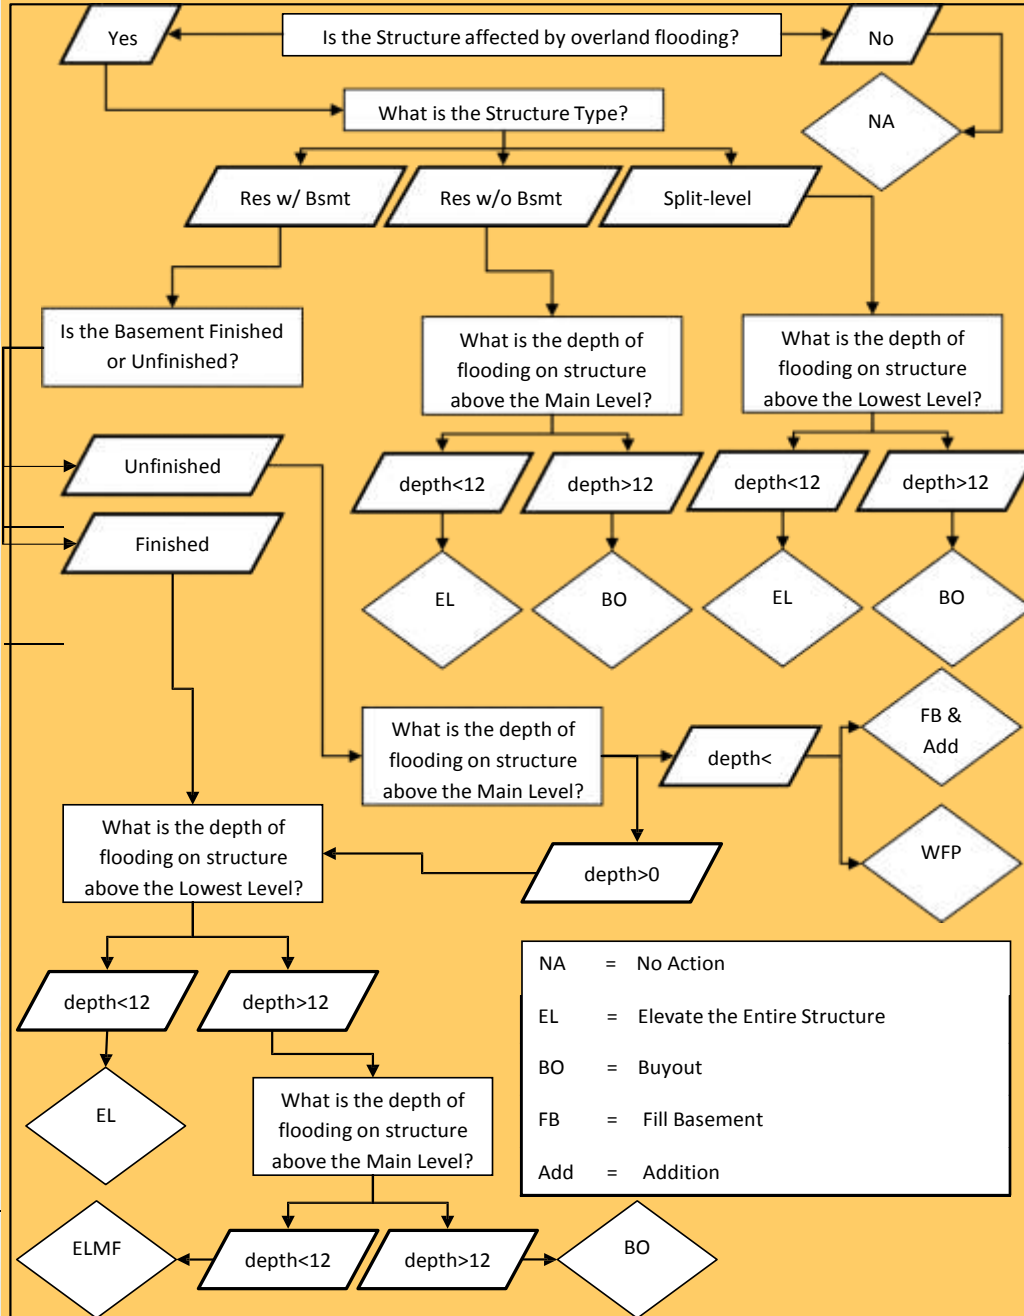 Yes
Is the Structure affected by overland flooding?
No
NA
What is the Structure Type?
Res w/ Bsmt
Res w/o Bsmt
Split-level
Is the Basement Finished
or Unfinished?
What is the depth of
flooding on structure
above the Main Level?
What is the depth of
flooding on structure
above the Lowest Level?
Unfinished
Finished
depth<12
depth>12
depth<12
depth>12
EL
BO
EL
BO
What is the depth of
flooding on structure
above the Main Level?
depth<
FB &
Add
WFP
depth>0
What is the depth of
flooding on structure
above the Lowest Level?
depth<12
depth>12
EL
What is the depth of
flooding on structure
above the Main Level?
ELMF
depth<12
depth>12
BO
NA = No Action
EL = Elevate the Entire Structure
BO = Buyout
FB = Fill Basement
Add = Addition